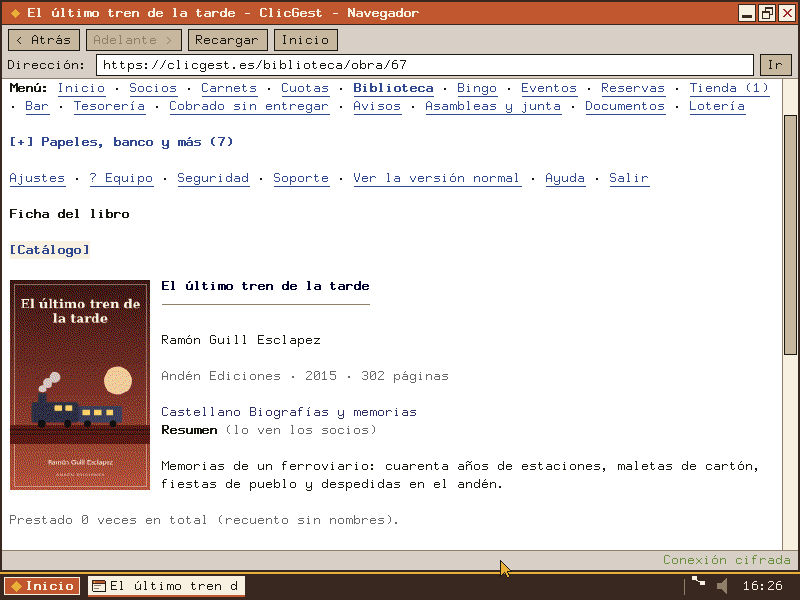 El último tren de la tarde - ClicGest - Navegador
< Atrás Adelante > Recargar Inicio
Dirección: https://clicgest.es/biblioteca/obra/67 Ir
Menú: Inicio · Socios · Carnets · Cuotas · Biblioteca · Bingo · Eventos · Reservas · Tienda (1)
· Bar · Tesorería · Cobrado sin entregar · Avisos · Asambleas y junta · Documentos · Lotería
[+] Papeles, banco y más (7)
Ajustes · ? Equipo · Seguridad · Soporte · Ver la versión normal · Ayuda · Salir
Ficha del libro
[Catálogo]
El último tren de
la tarde
Ramón Guill Esclapez
ANDÉN EDICIONES
El último tren de la tarde
Ramón Guill Esclapez
Andén Ediciones · 2015 · 302 páginas
Castellano Biografías y memorias
Resumen (lo ven los socios)
Memorias de un ferroviario: cuarenta años de estaciones, maletas de cartón,
fiestas de pueblo y despedidas en el andén.
Prestado 0 veces en total (recuento sin nombres).
Conexión cifrada
Inicio El último tren d 16:26